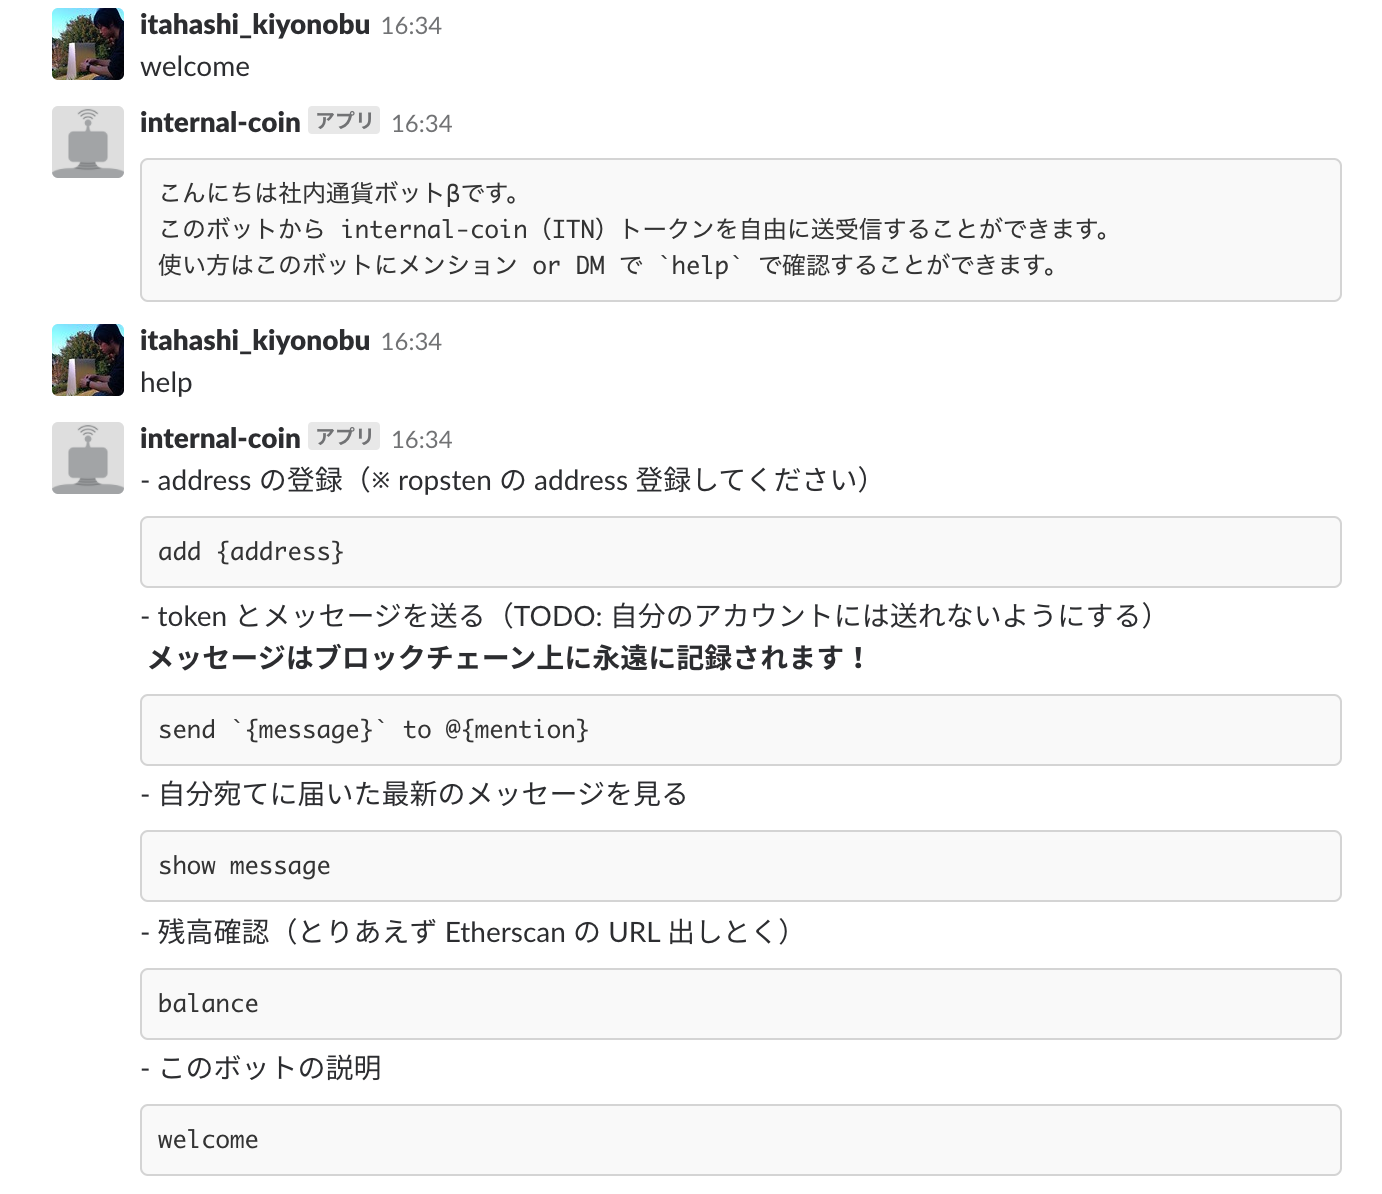 itahashi_kiyonobu 16:34
welcome
internal-coin アプリ 16:34
こんにちは社内通貨ボットβです。
このボットから internal-coin（ITN）トークンを自由に送受信することができます。
使い方はこのボットにメンション or DM で `help` で確認することができます。
itahashi_kiyonobu 16:34
help
internal-coin アプリ 16:34
- address の登録（※ ropsten の address 登録してください）
add {address}
- token とメッセージを送る（TODO: 自分のアカウントには送れないようにする）
メッセージはブロックチェーン上に永遠に記録されます！
send `{message}` to @{mention}
- 自分宛てに届いた最新のメッセージを見る
show message
- 残高確認（とりあえず Etherscan の URL 出しとく）
balance
- このボットの説明
welcome